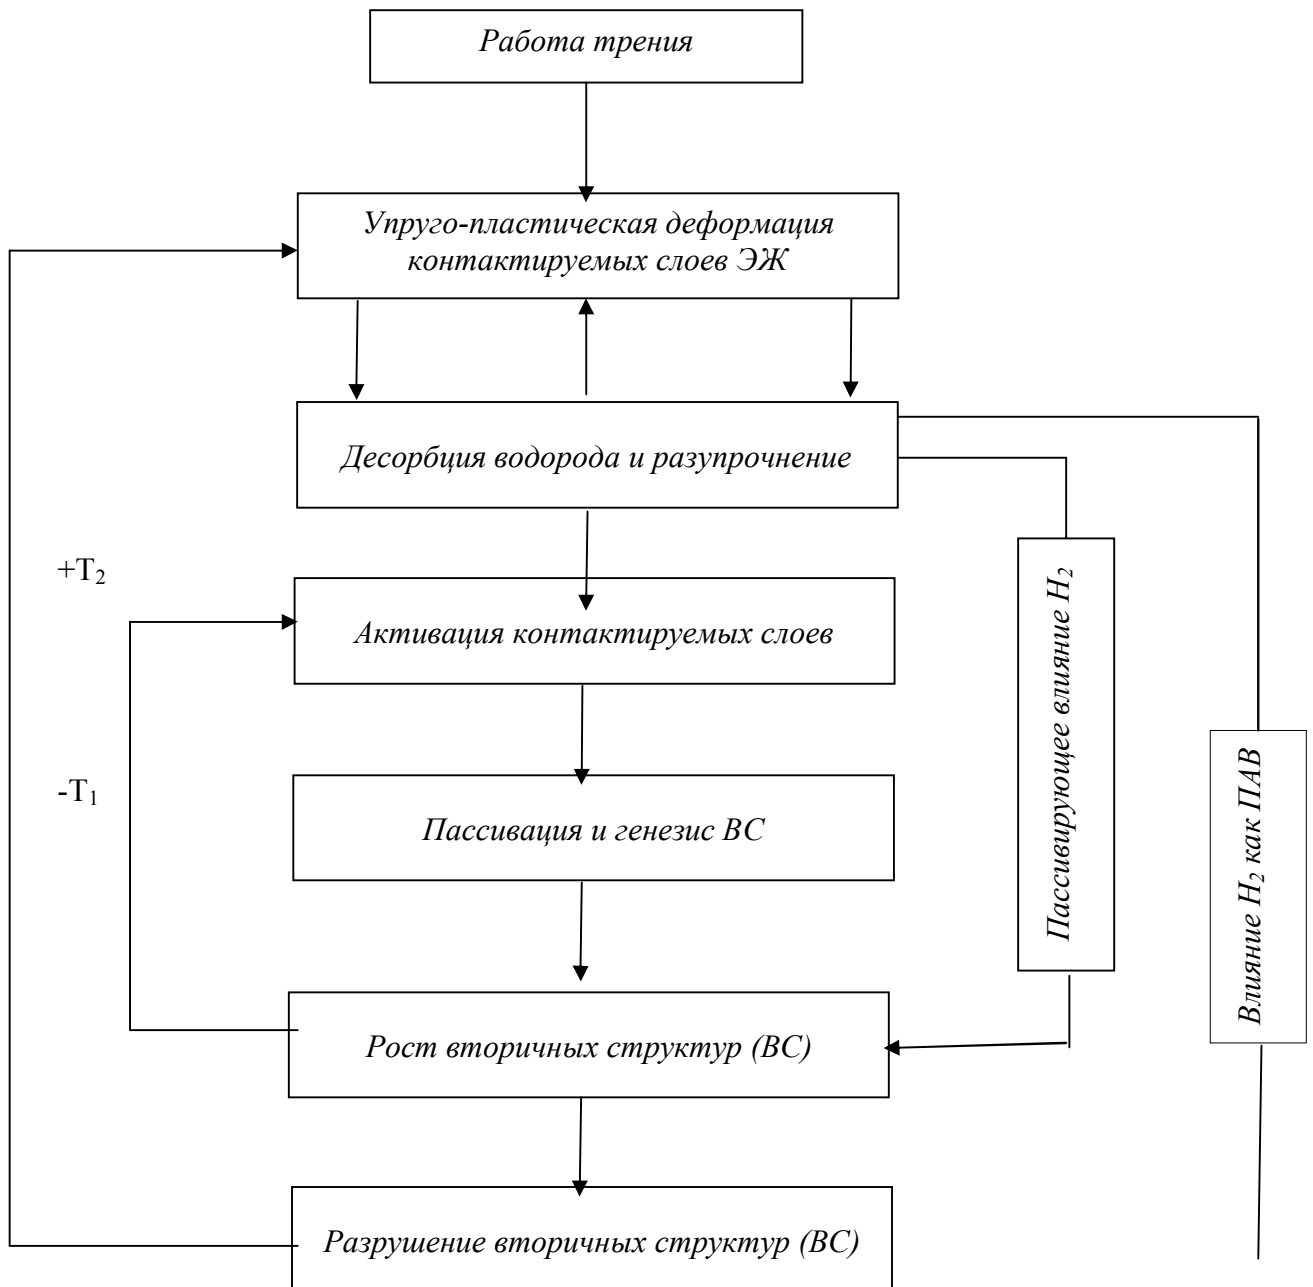 Работа трения
Упруго-пластическая деформация
контактируемых слоев ЭЖ
Десорбция водорода и разупрочнение
+T₂
Активация контактируемых слоев
-T₁
Пассивация и генезис ВС
Пассивирующее влияние H₂
Влияние H₂ как ПАВ
Рост вторичных структур (ВС)
Разрушение вторичных структур (ВС)